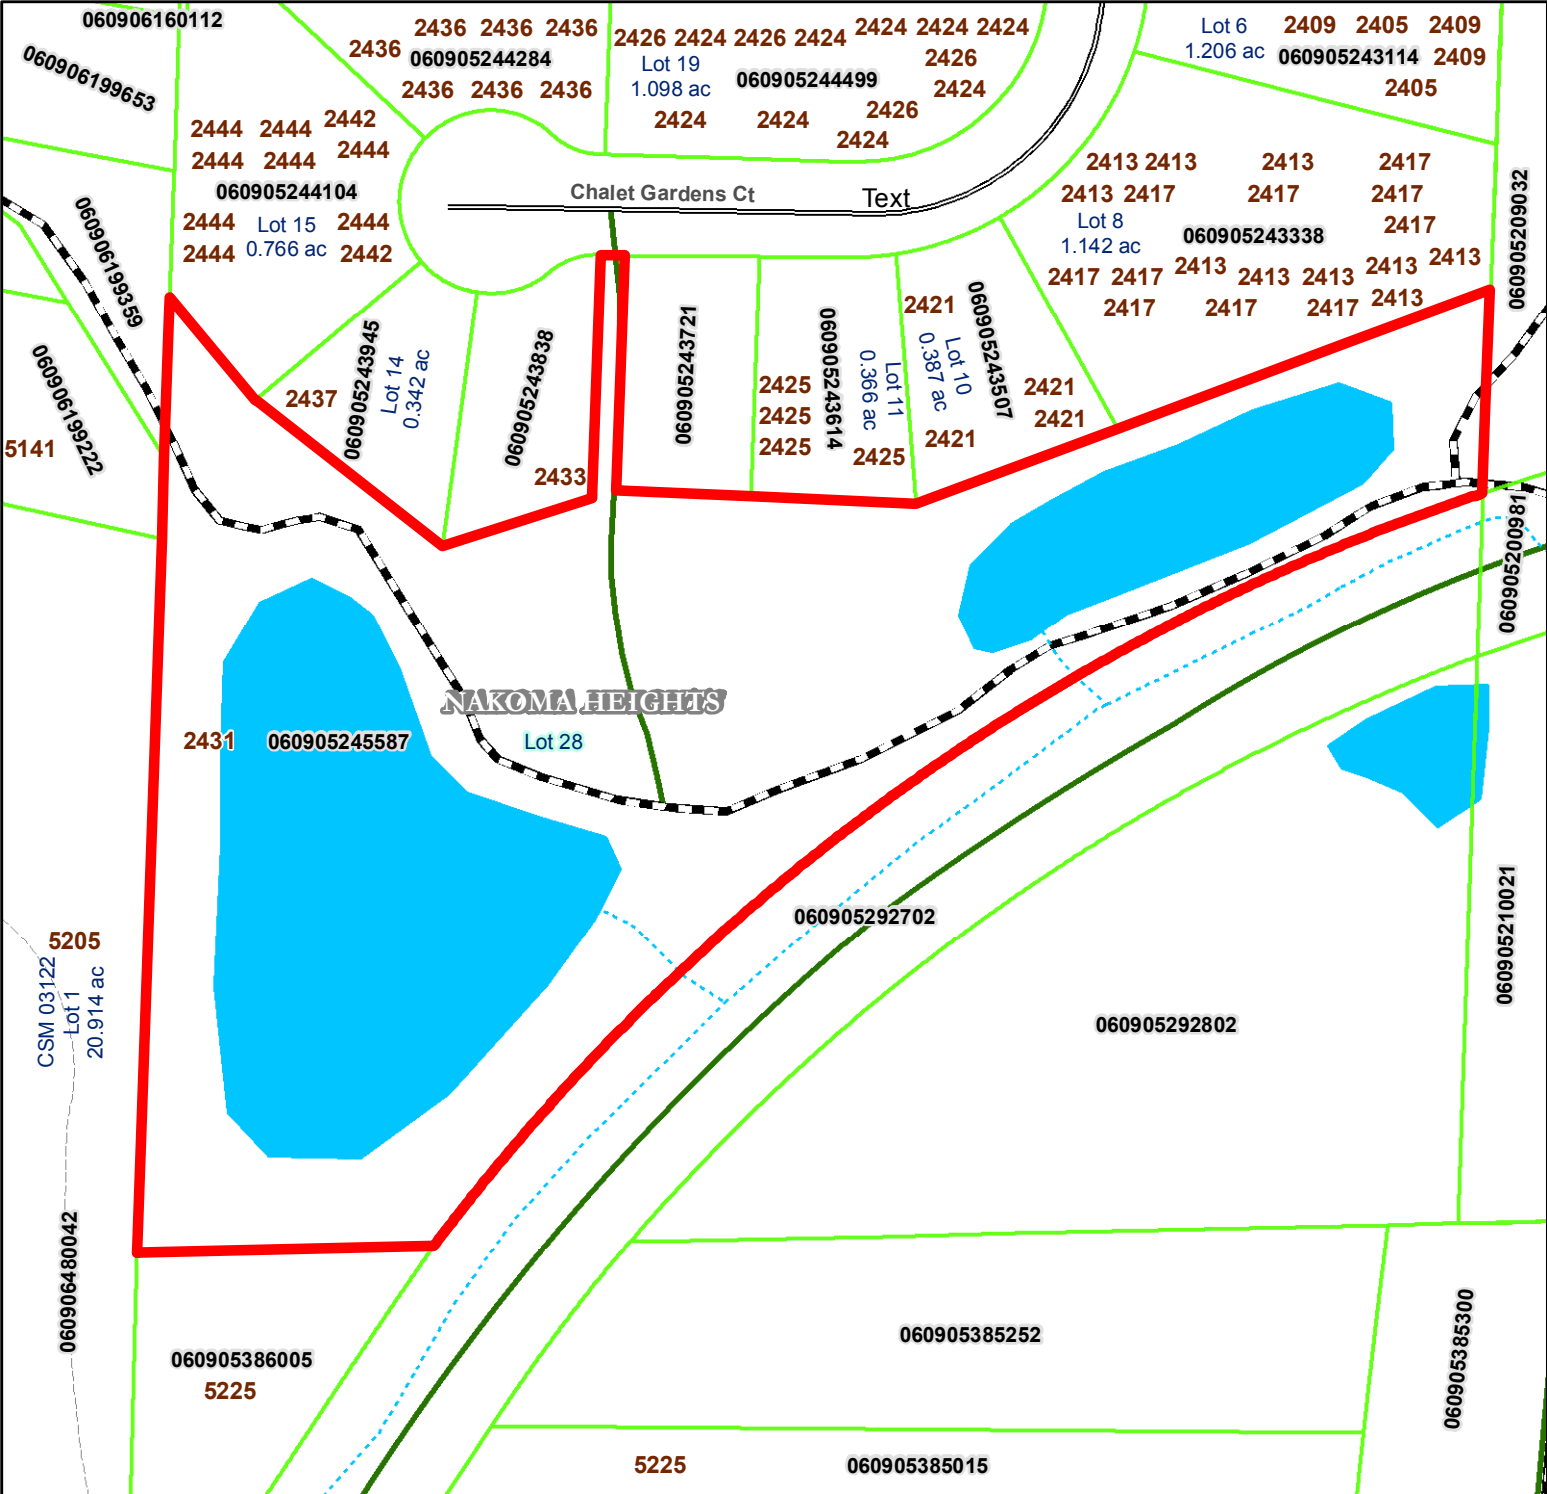 060906160112
060906199653
2436 2436 2436
2436
060905244284
2436 2436 2436
2426 2424 2426 2424 2424 2424 2424
Lot 19
1.098 ac
060905244499
2426
2424
2424 2424 2426
2424
Lot 6
1.206 ac
2409 2405 2409
060905243114 2409
2405
2444 2444 2442
2444 2444 2444
060905244104
2444 Lot 15 2444
2444 0.766 ac 2442
Chalet Gardens Ct
Text
2413 2413 2413 2417
2413 2417 2417 2417
Lot 8
1.142 ac
060905243338
2417
2417 2417 2413 2413 2413 2413 2413
2417 2417 2417 2413
060905209032
060906199359
060906199222
5141
2437
060905243945
Lot 14
0.342 ac
060905243838
2433
060905243721
2425
2425
2425
060905243614
Lot 11
0.366 ac
2425
2421
Lot 10
0.387 ac
060905243507
2421
2421
2421
060905200981
NAKOMA HEIGHTS
Lot 28
2431 060905245587
060905292702
060905292802
060905210021
5205
CSM 03122
Lot 1
20.914 ac
060906480042
060905386005
5225
060905385252
060905385300
5225 060905385015